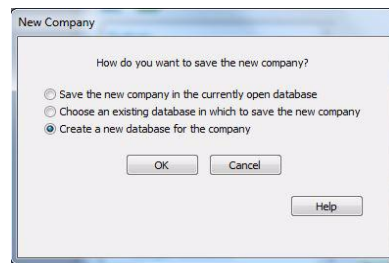 New Company
How do you want to save the new company?
Save the new company in the currently open database
Choose an existing database in which to save the new company
Create a new database for the company
OK Cancel
Help